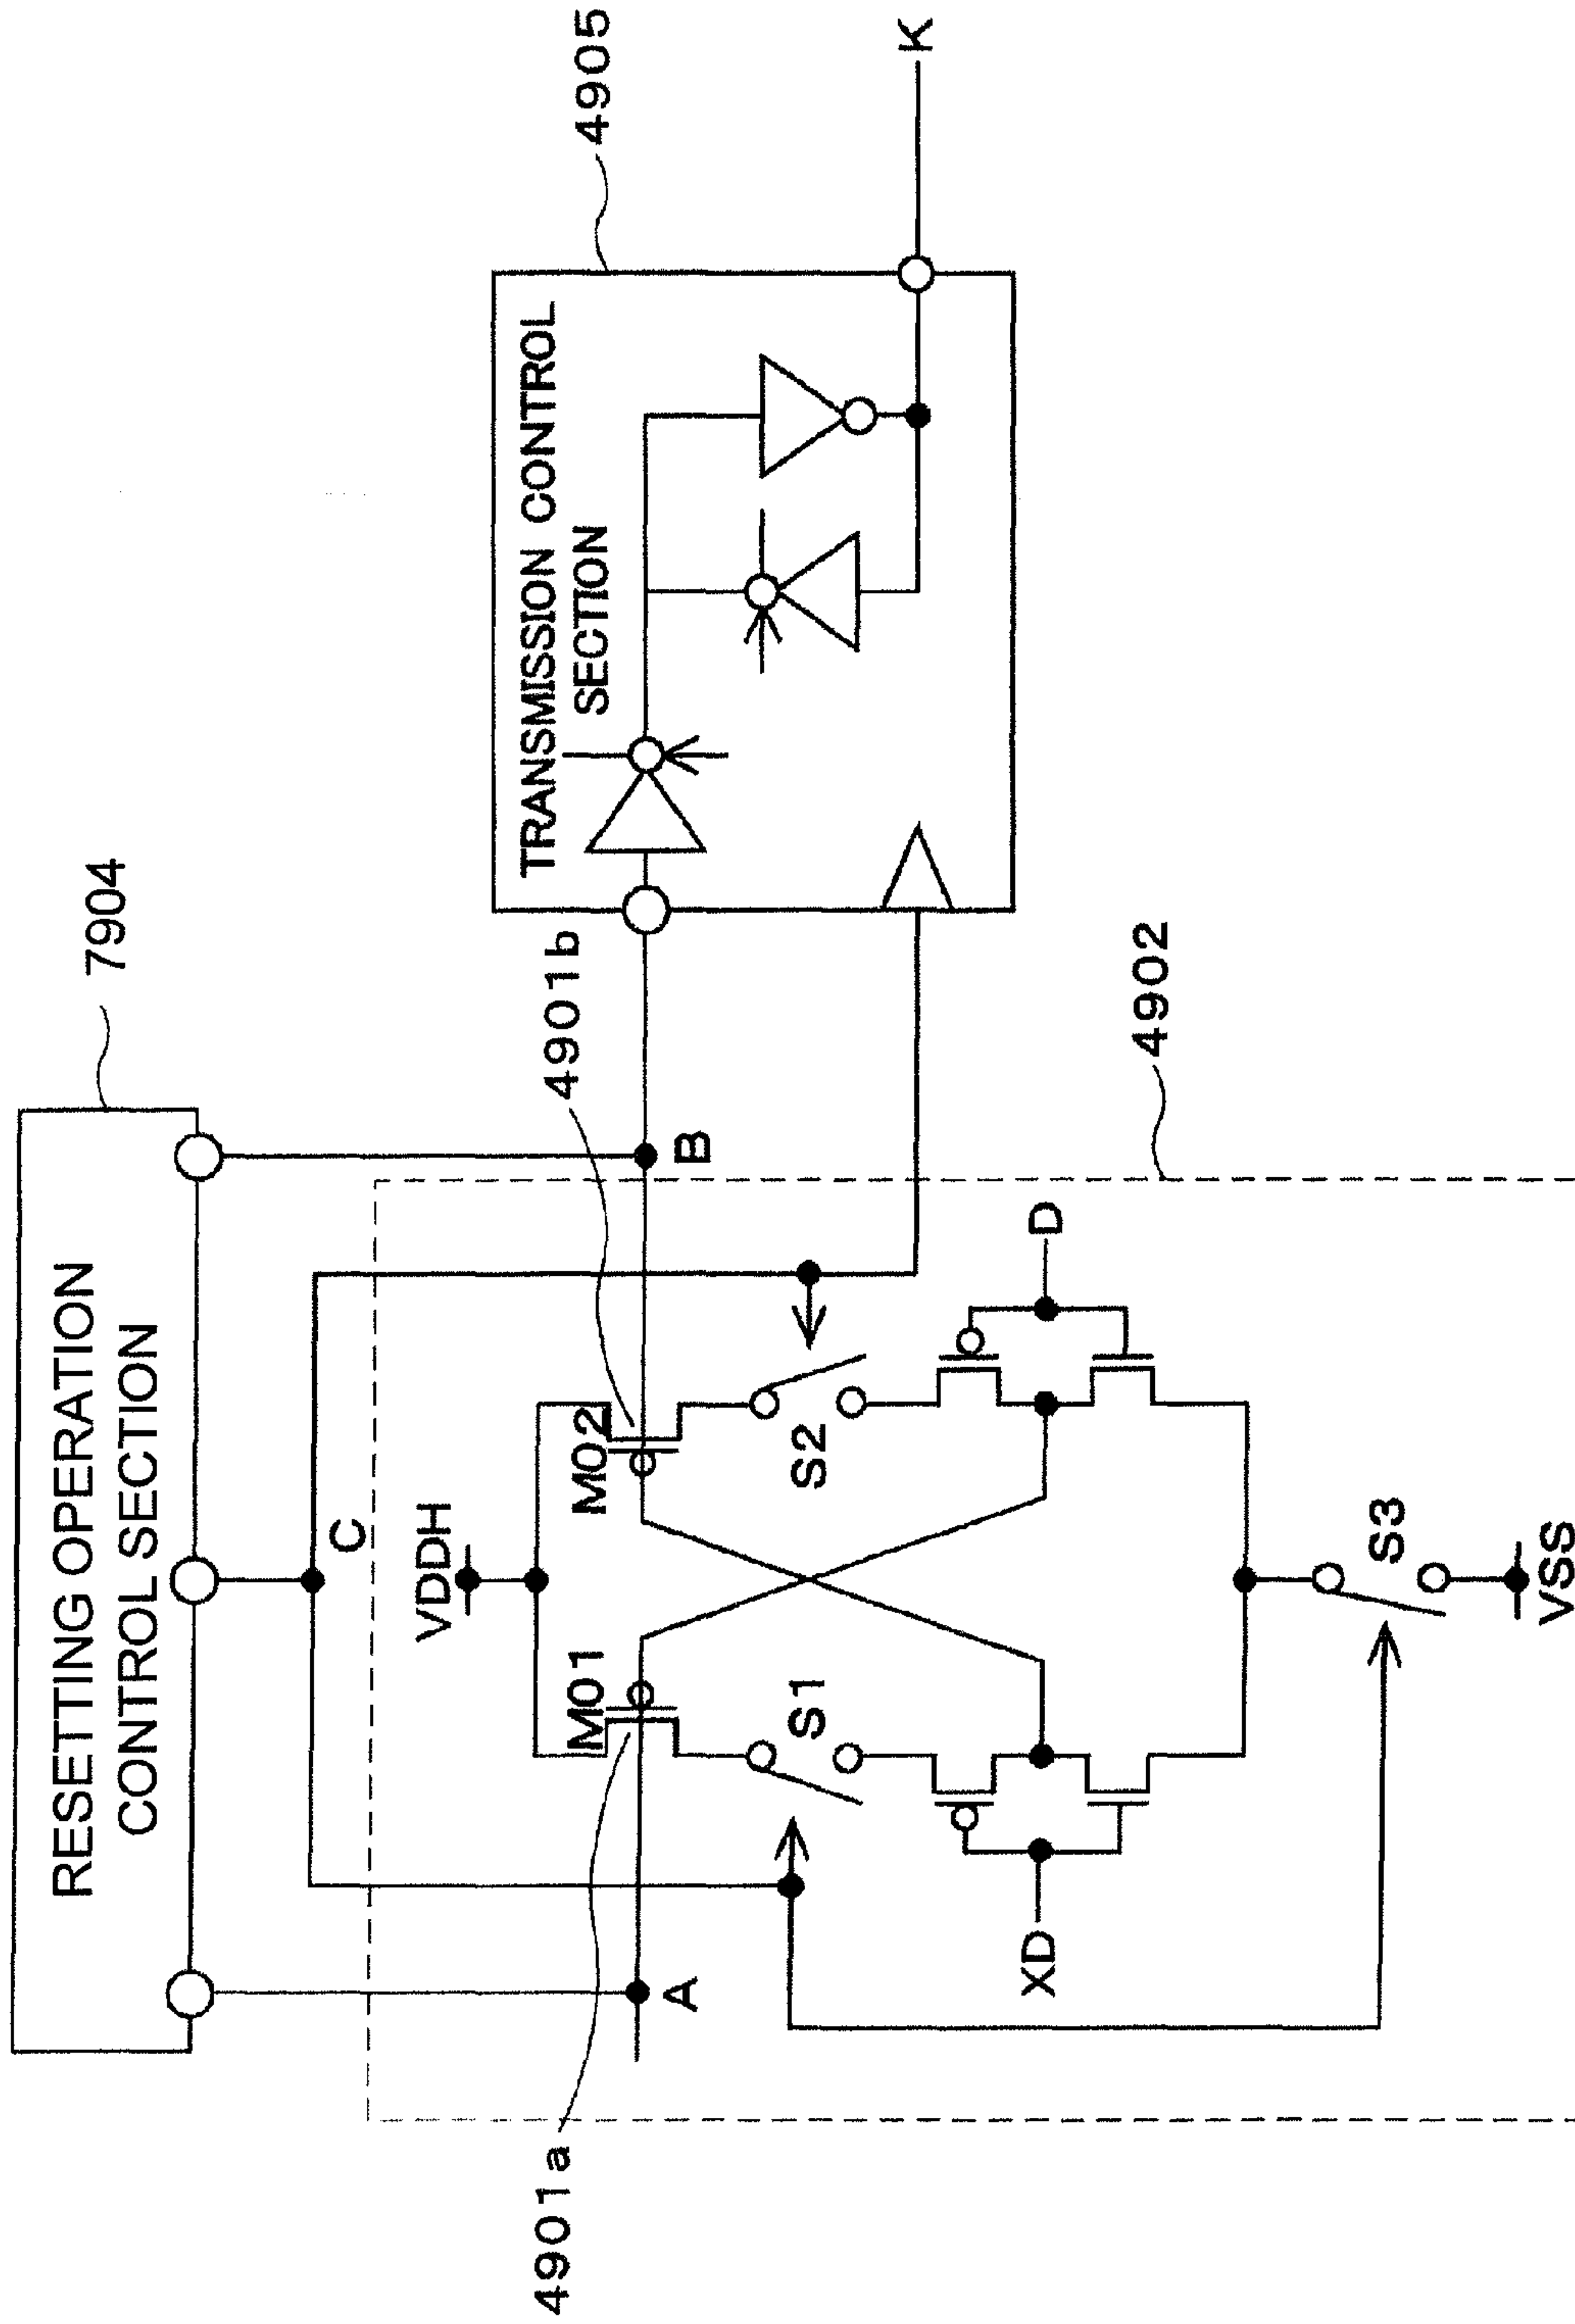 RESETTING OPERATION
CONTROL SECTION
7904
C
VDDH
4901a
M01
M02
4901b
A
B
S1
S2
XD
D
S3
VSS
4902
TRANSMISSION CONTROL
SECTION
4905
K